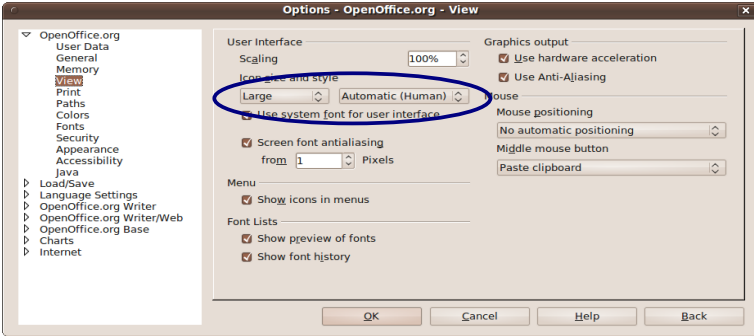 Options - OpenOffice.org - View
OpenOffice.org
User Data
General
Memory
View
Print
Paths
Colors
Fonts
Security
Appearance
Accessibility
Java
Load/Save
Language Settings
OpenOffice.org Writer
OpenOffice.org Writer/Web
OpenOffice.org Base
Charts
Internet
User Interface
Scaling 100%
Icon size and style
Large Automatic (Human)
Use system font for user interface
Screen font antialiasing
from 1 Pixels
Menu
Show icons in menus
Font Lists
Show preview of fonts
Show font history
Graphics output
Use hardware acceleration
Use Anti-Aliasing
Mouse
Mouse positioning
No automatic positioning
Middle mouse button
Paste clipboard
OK Cancel Help Back